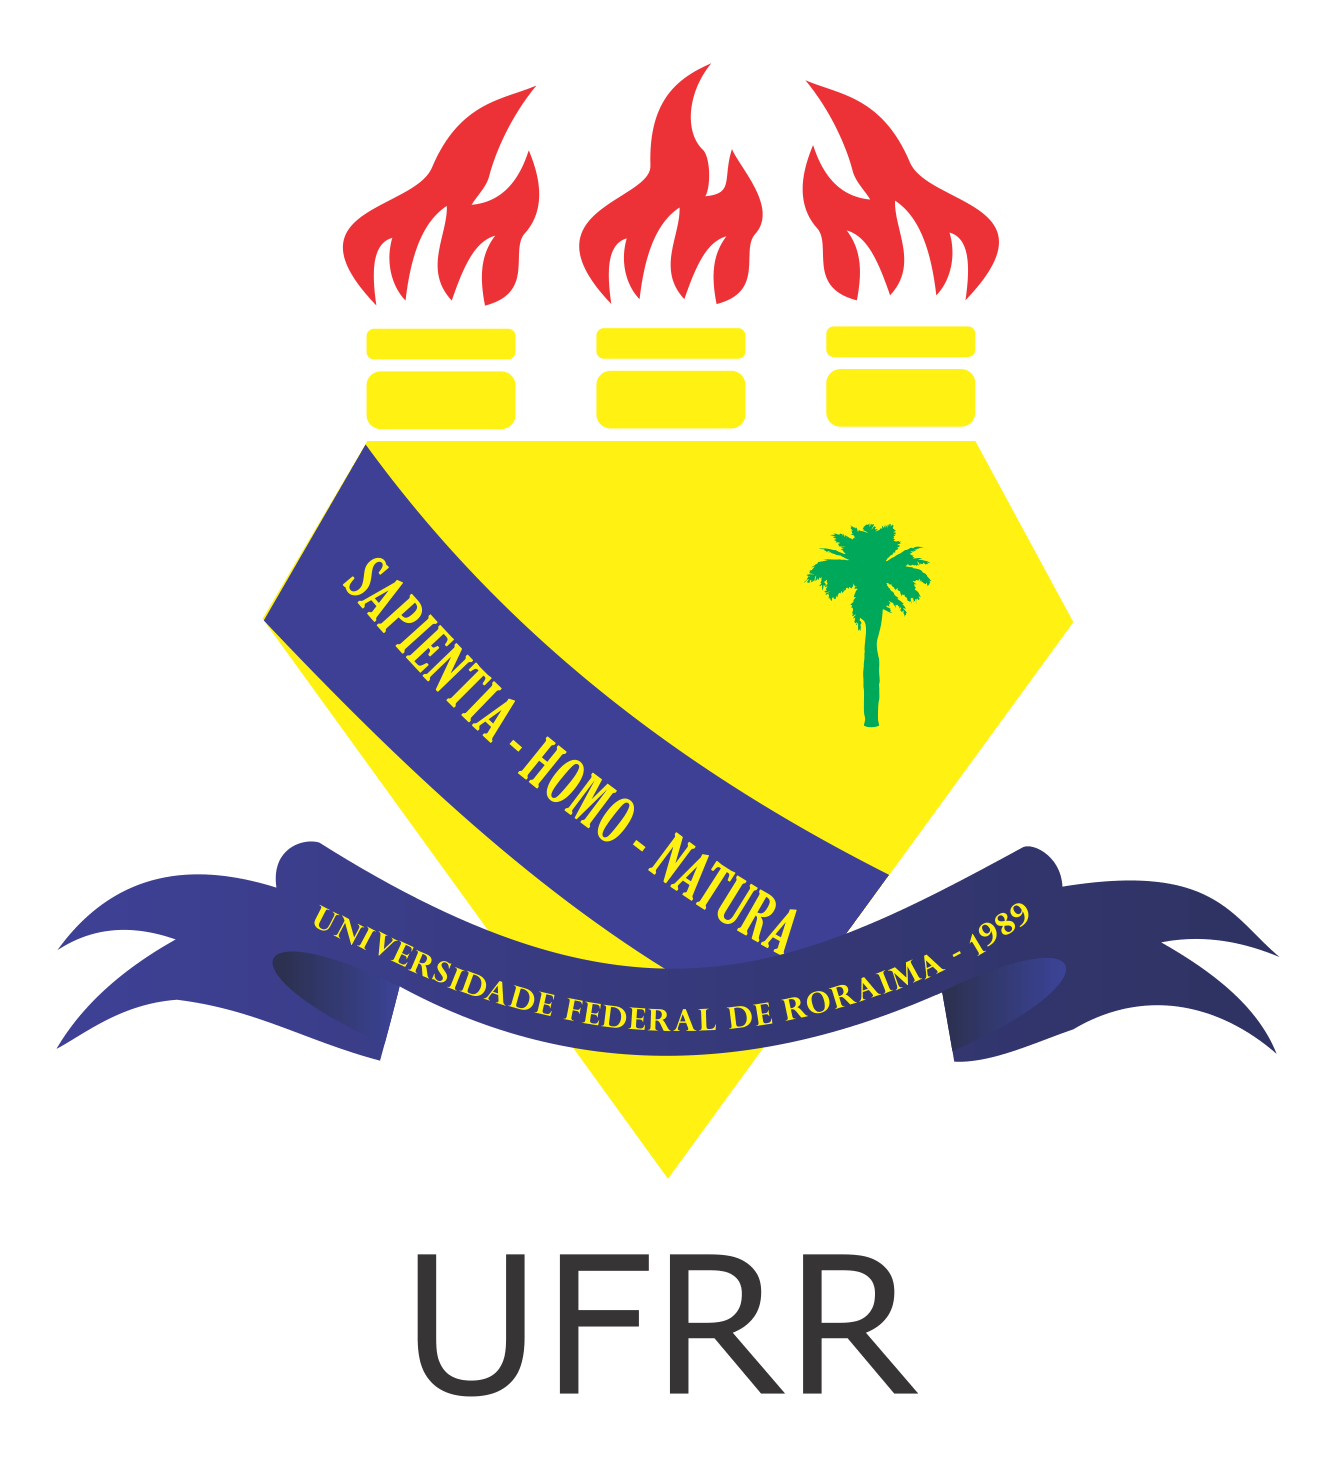 SAPIENTIA - HOMO - NATURA
UNIVERSIDADE FEDERAL DE RORAIMA - 1989
UFRR